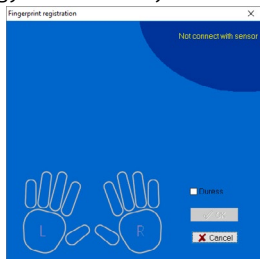 Fingerprint registration
Not connect with sensor
L
R
Duress
Cancel